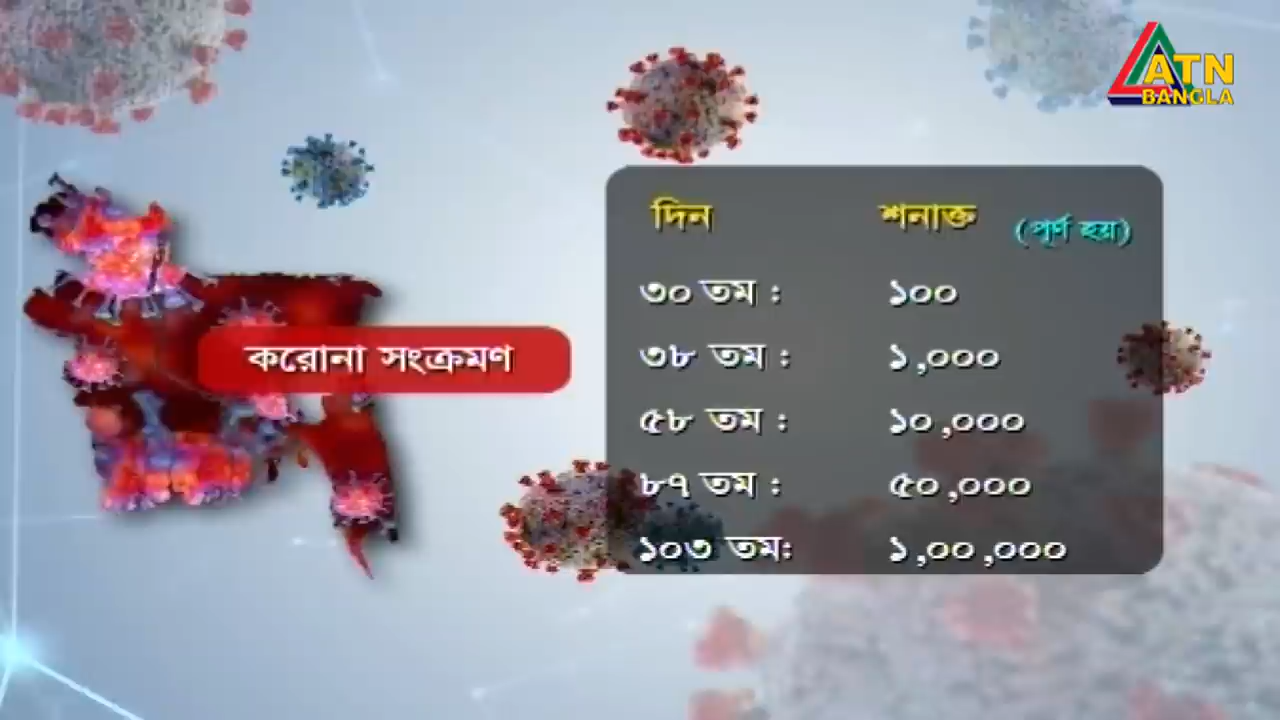 ATN
BANGLA
দিন শনাক্ত (পূর্ণ হয়)
৩০ তম : ১০০
৩৮ তম : ১,০০০
করোনা সংক্রমণ
৫৮ তম : ১০,০০০
৮৭ তম : ৫০,০০০
১০৩ তম: ১,০০,০০০